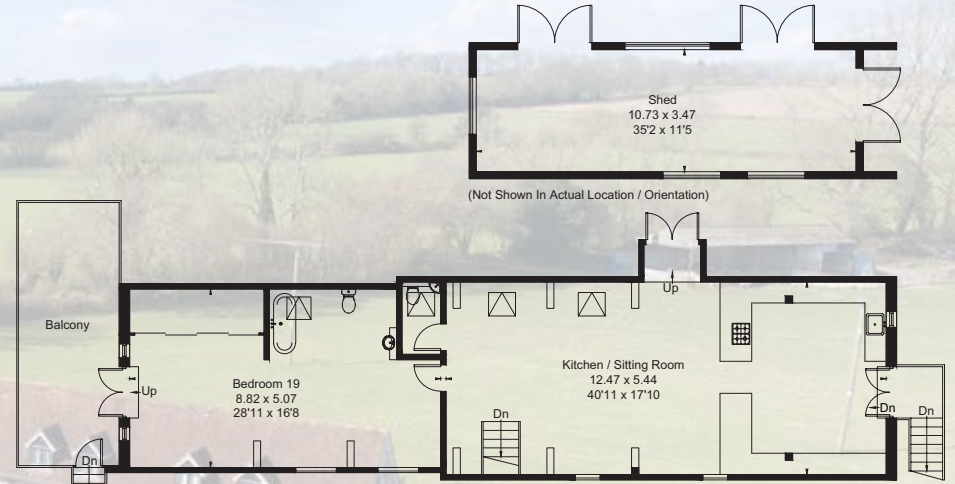 Shed
10.73 x 3.47
35'2 x 11'5
(Not Shown In Actual Location / Orientation)
Up
Balcony
Kitchen / Sitting Room
12.47 x 5.44
40'11 x 17'10
Bedroom 19
8.82 x 5.07
28'11 x 16'8
Up
Dn
Dn
Dn
Dn